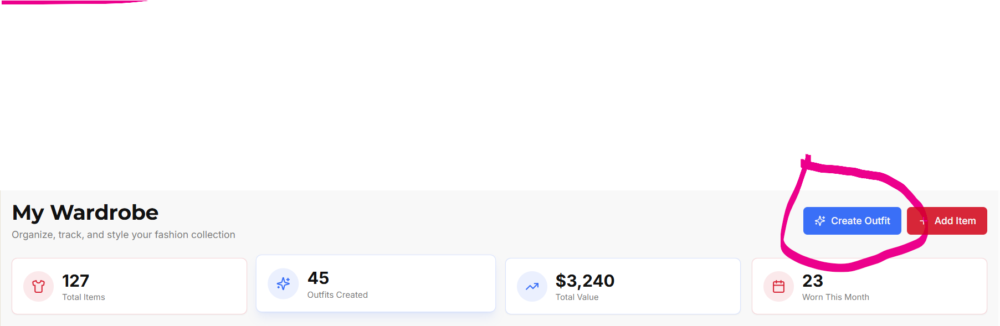 My Wardrobe
Organize, track, and style your fashion collection
Create Outfit
Add Item
127
Total Items
45
Outfits Created
$3,240
Total Value
23
Worn This Month